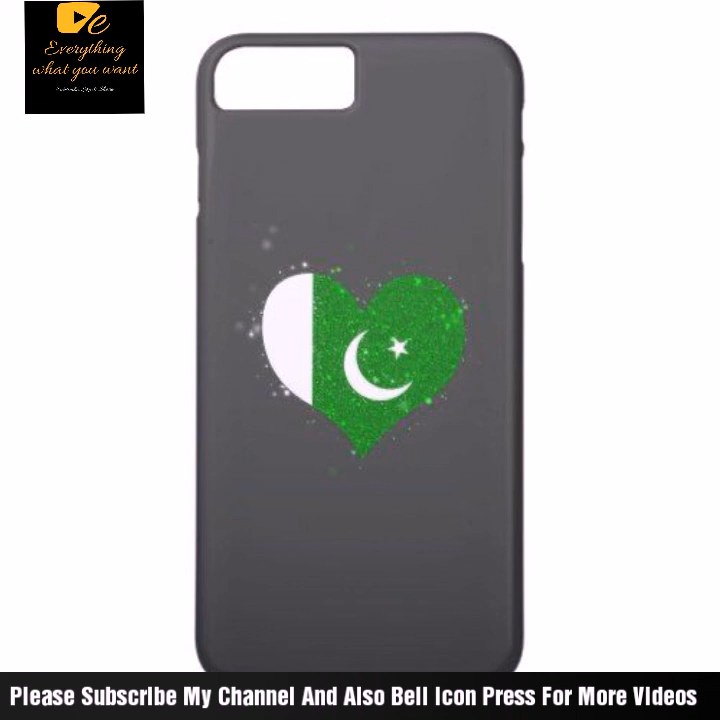 Everything
what you want
Please Subscribe My Channel And Also Bell Icon Press For More Videos